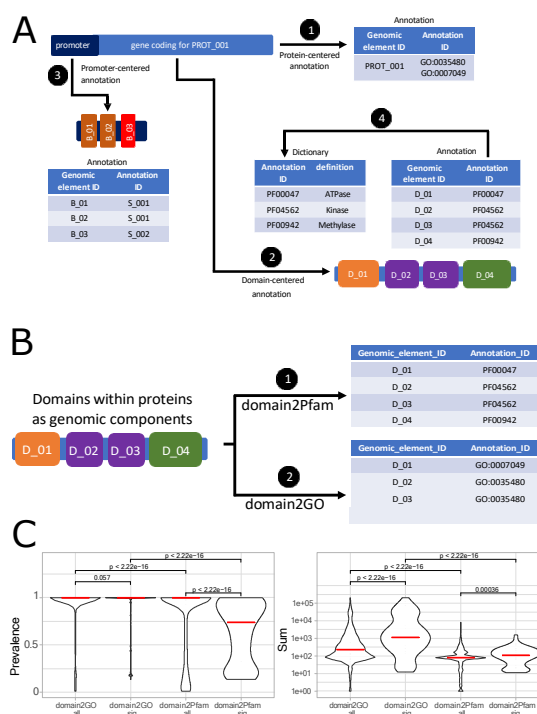 A
promoter
gene coding for PROT_001
1
Protein-centered
annotation
Annotation
Genomic
element ID
Annotation
ID
PROT_001
GO:0035480
GO:0007049
3
Promoter-centered
annotation
B_01
B_02
B_03
Annotation
Genomic
element ID
Annotation
ID
B_01
S_001
B_02
S_001
B_03
S_002
4
Dictionary
Annotation
ID
definition
PF00047
ATPase
PF04562
Kinase
PF00942
Methylase
Annotation
Genomic
element ID
Annotation
ID
D_01
PF00047
D_02
PF04562
D_03
PF04562
D_04
PF00942
2
Domain-centered
annotation
D_01
D_02
D_03
D_04
B
Domains within proteins
as genomic components
D_01
D_02
D_03
D_04
1
domain2Pfam
Genomic_element_ID
Annotation_ID
D_01
PF00047
D_02
PF04562
D_03
PF04562
D_04
PF00942
2
domain2GO
Genomic_element_ID
Annotation_ID
D_01
GO:0007049
D_02
GO:0035480
D_03
GO:0035480
C
p < 2.22e−16
p < 2.22e−16
0.057
p < 2.22e−16
Prevalence
1
0.5
0
domain2GO
all
domain2GO
sig
domain2Pfam
all
domain2Pfam
sig
p < 2.22e−16
p < 2.22e−16
p < 2.22e−16
0.00036
Sum
1e+05
1e+04
1e+03
1e+02
1e+01
1e+00
domain2GO
all
domain2GO
sig
domain2Pfam
all
domain2Pfam
sig